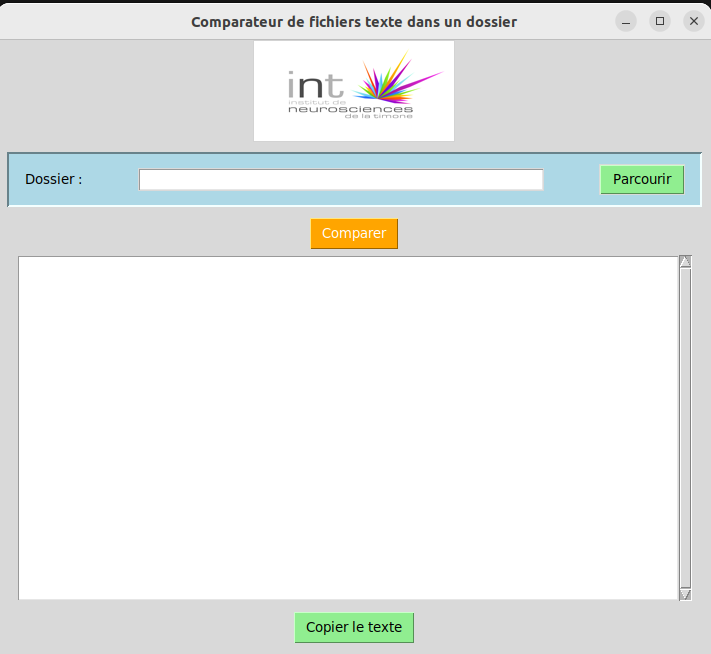 Comparateur de fichiers texte dans un dossier
int
institut de
neurosciences
de la timone
Dossier :
Parcourir
Comparer
Copier le texte